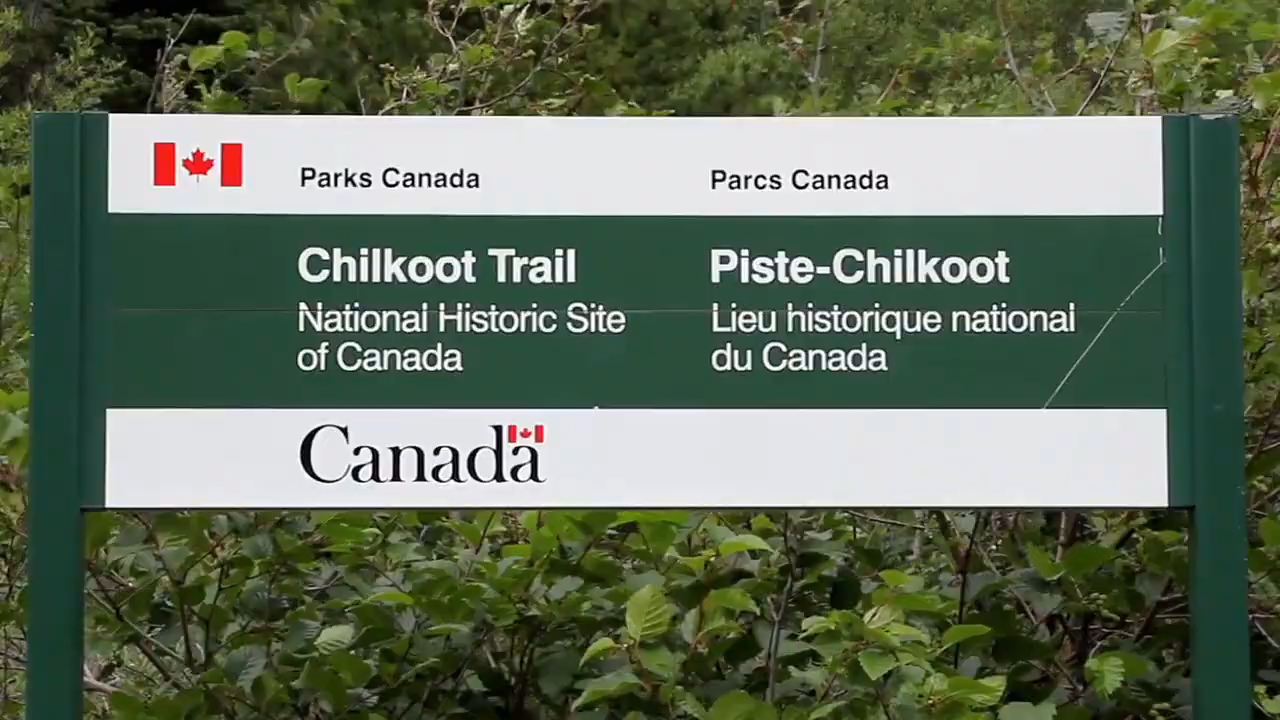 Parks Canada
Parcs Canada
Chilkoot Trail
National Historic Site
of Canada
Piste-Chilkoot
Lieu historique national
du Canada
Canada